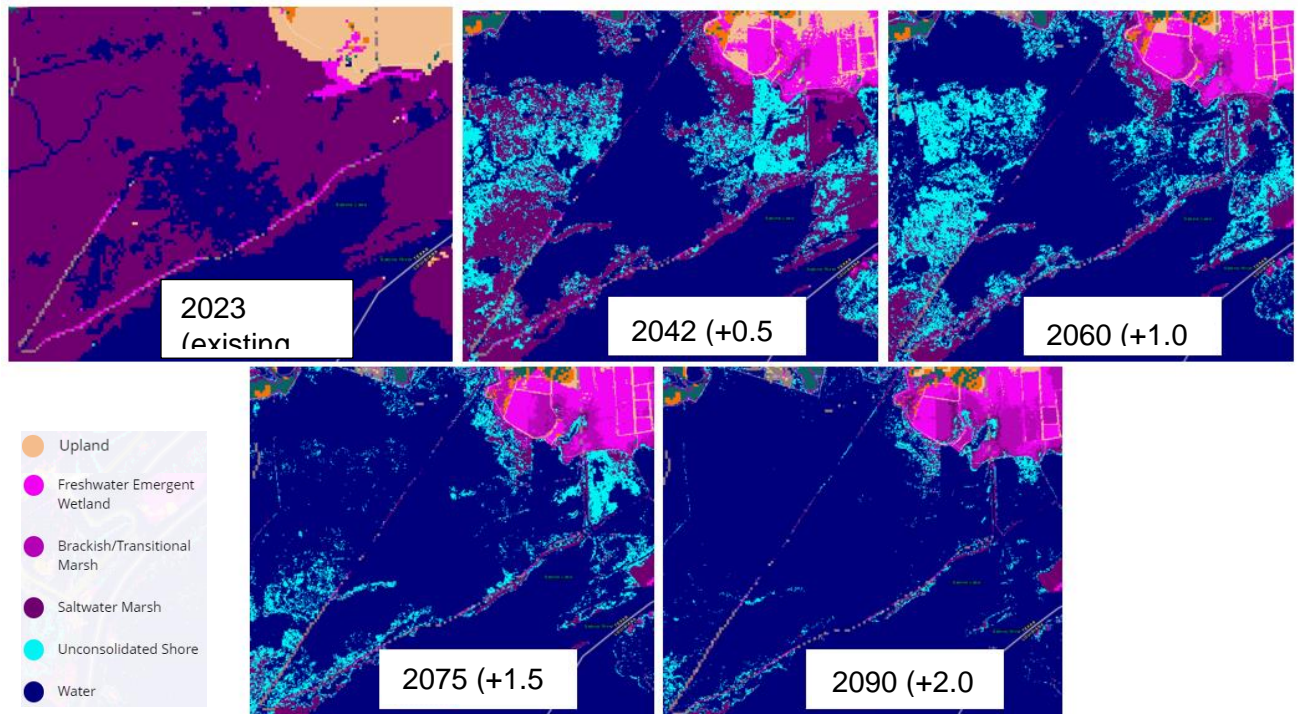 2023
(existing
2042 (+0.5
2060 (+1.0
2075 (+1.5
2090 (+2.0
Upland
Freshwater Emergent
Wetland
Brackish/Transitional
Marsh
Saltwater Marsh
Unconsolidated Shore
Water